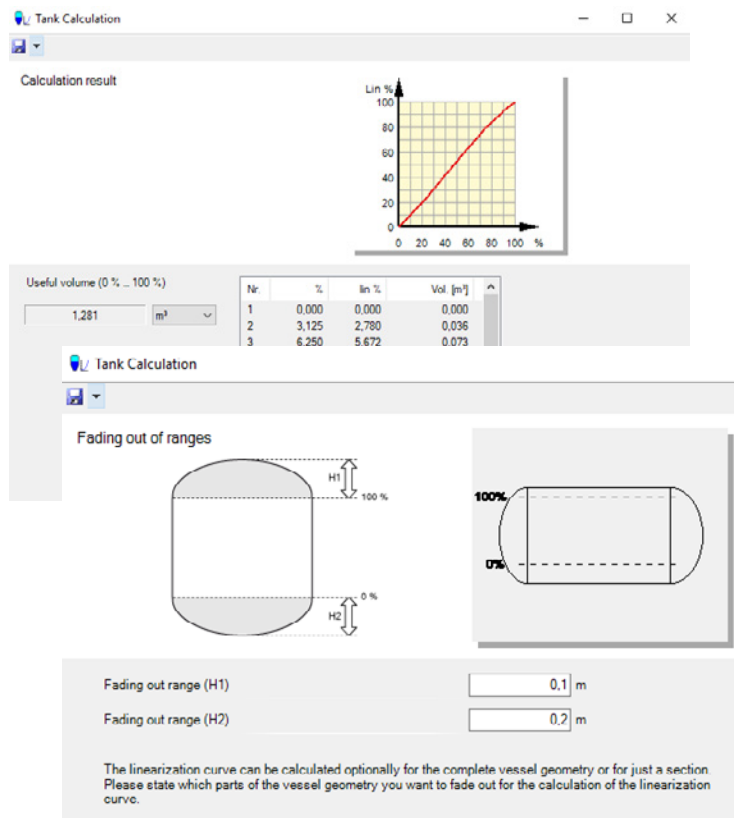 Tank Calculation
Calculation result
Lin %
100
80
60
40
20
0
0 20 40 60 80 100 %
Useful volume (0 % ... 100 %)
1,281 m³
Nr. % lin % Vol. [m³]
1 0,000 0,000 0,000
2 3,125 2,780 0,036
3 6,250 5,672 0,073
Tank Calculation
Fading out of ranges
H1
100 %
0 %
H2
100%
0%
Fading out range (H1) 0,1 m
Fading out range (H2) 0,2 m
The linearization curve can be calculated optionally for the complete vessel geometry or for just a section.
Please state which parts of the vessel geometry you want to fade out for the calculation of the linearization
curve.